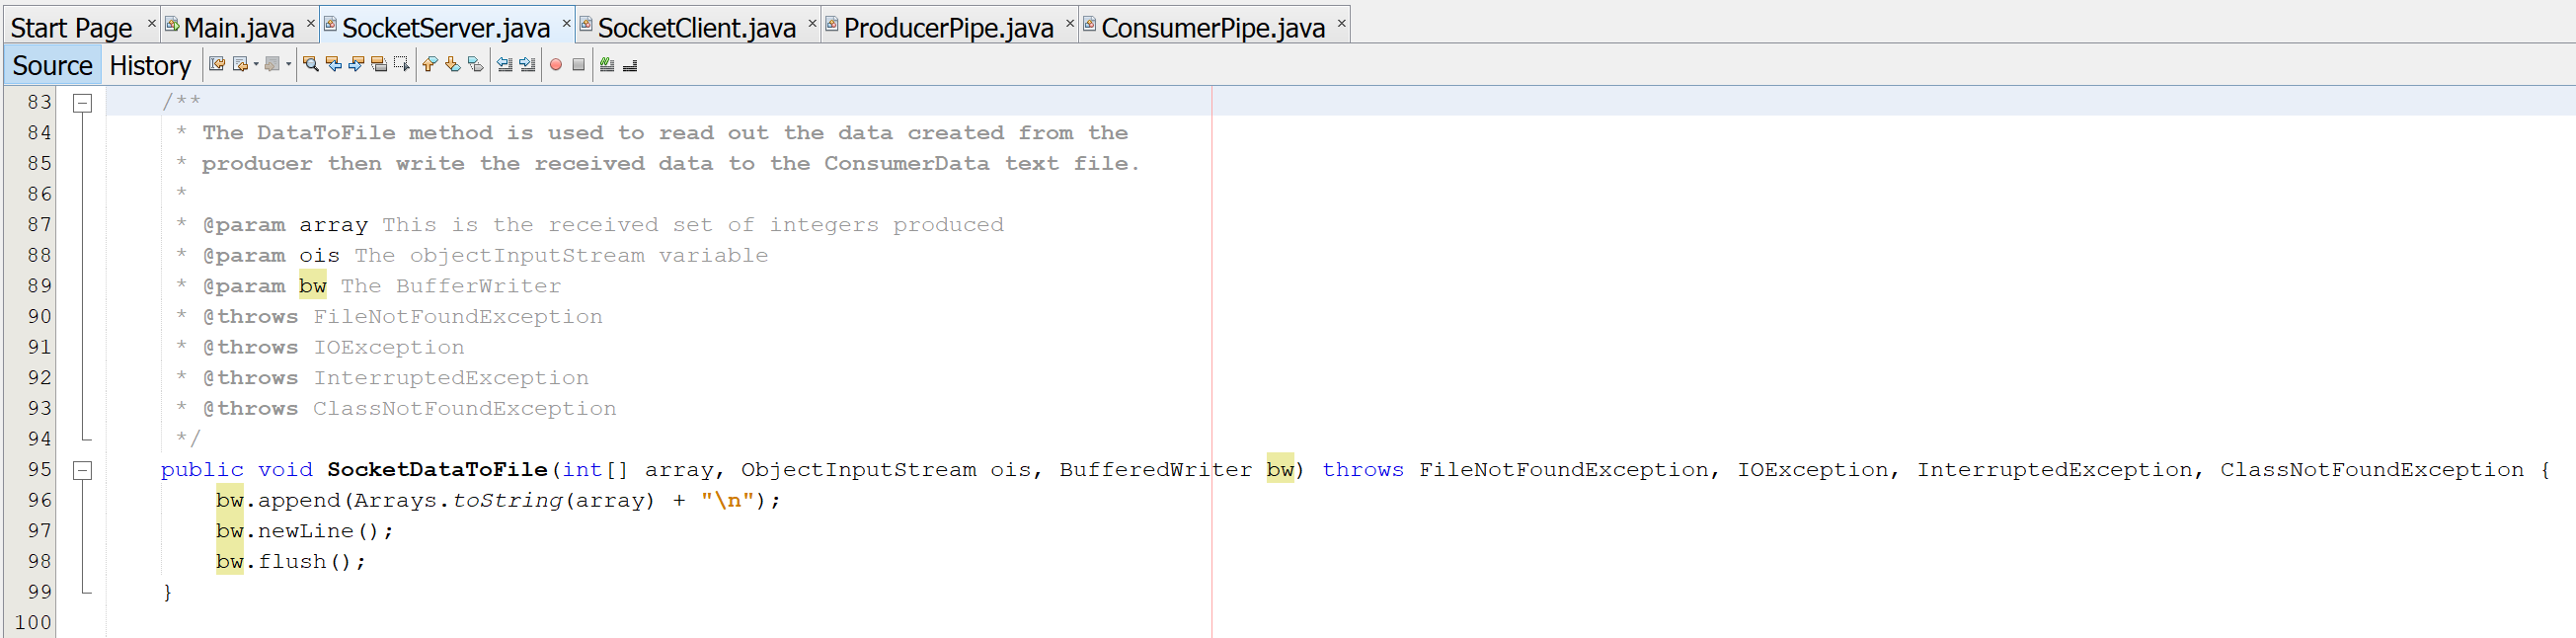 Start Page × Main.java × SocketServer.java × SocketClient.java × ProducerPipe.java × ConsumerPipe.java ×
Source History
83 /**
84 * The DataToFile method is used to read out the data created from the
85 * producer then write the received data to the ConsumerData text file.
86 *
87 * @param array This is the received set of integers produced
88 * @param ois The objectInputStream variable
89 * @param bw The BufferWriter
90 * @throws FileNotFoundException
91 * @throws IOException
92 * @throws InterruptedException
93 * @throws ClassNotFoundException
94 */
95 public void SocketDataToFile(int[] array, ObjectInputStream ois, BufferedWriter bw) throws FileNotFoundException, IOException, InterruptedException, ClassNotFoundException {
96 bw.append(Arrays.toString(array) + "\n");
97 bw.newLine();
98 bw.flush();
99 }
100